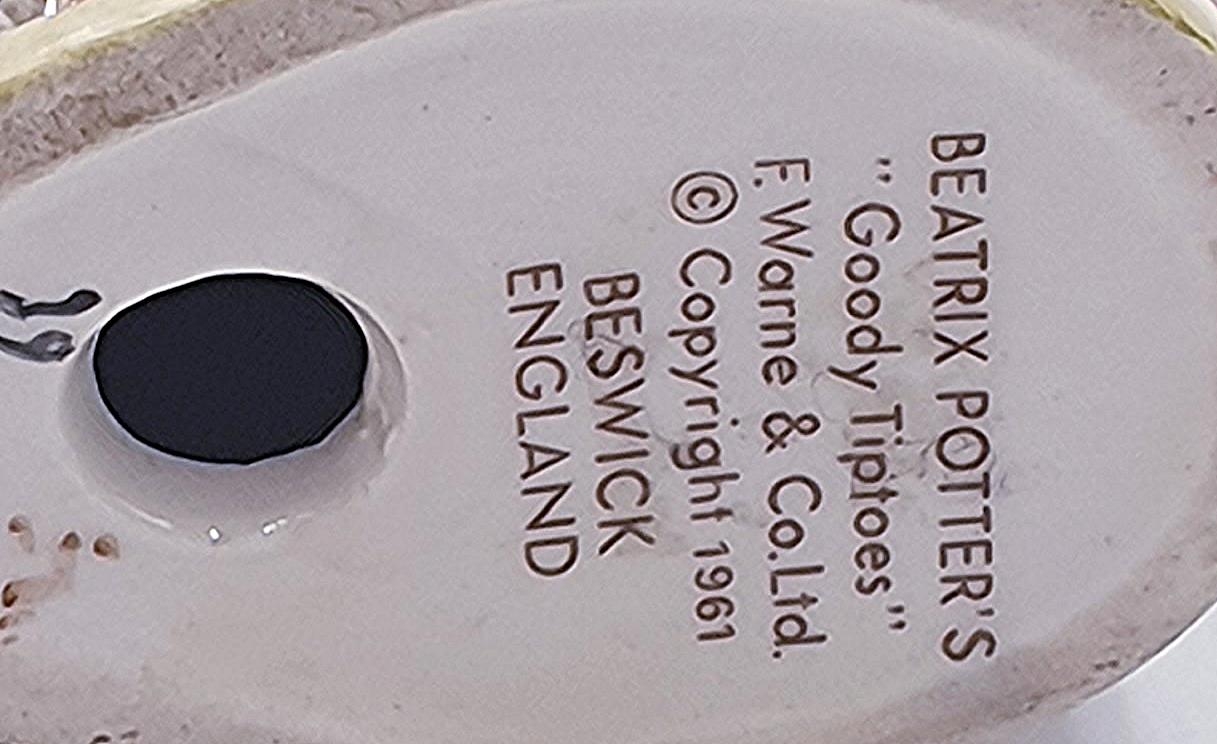 BEATRIX POTTER'S
"Goody Tiptoes"
F. Warne & Co.Ltd.
© Copyright 1961
BESWICK
ENGLAND